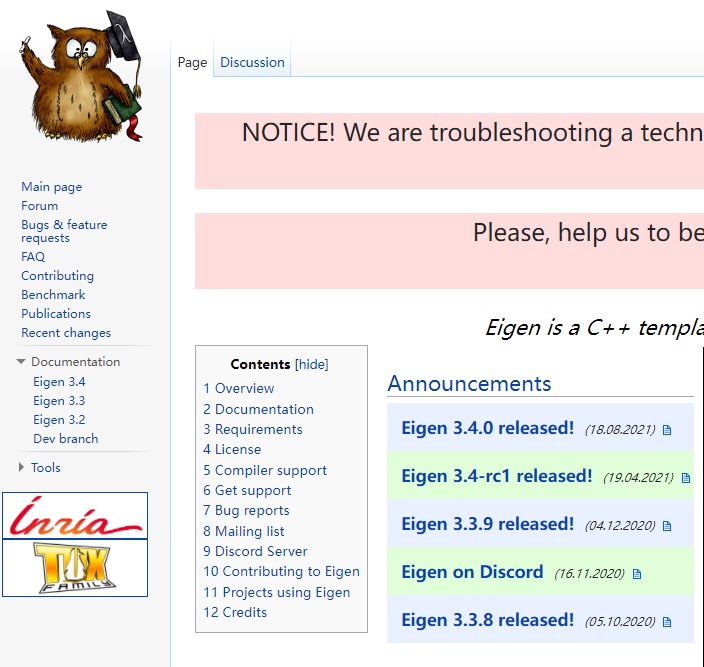 Page
Discussion
NOTICE! We are troubleshooting a techn
Please, help us to be
Eigen is a C++ templa
Main page
Forum
Bugs & feature
requests
FAQ
Contributing
Benchmark
Publications
Recent changes
Documentation
Eigen 3.4
Eigen 3.3
Eigen 3.2
Dev branch
Tools
Inria
TUX
FAMILY
Contents [hide]
1 Overview
2 Documentation
3 Requirements
4 License
5 Compiler support
6 Get support
7 Bug reports
8 Mailing list
9 Discord Server
10 Contributing to Eigen
11 Projects using Eigen
12 Credits
Announcements
Eigen 3.4.0 released! (18.08.2021)
Eigen 3.4-rc1 released! (19.04.2021)
Eigen 3.3.9 released! (04.12.2020)
Eigen on Discord (16.11.2020)
Eigen 3.3.8 released! (05.10.2020)